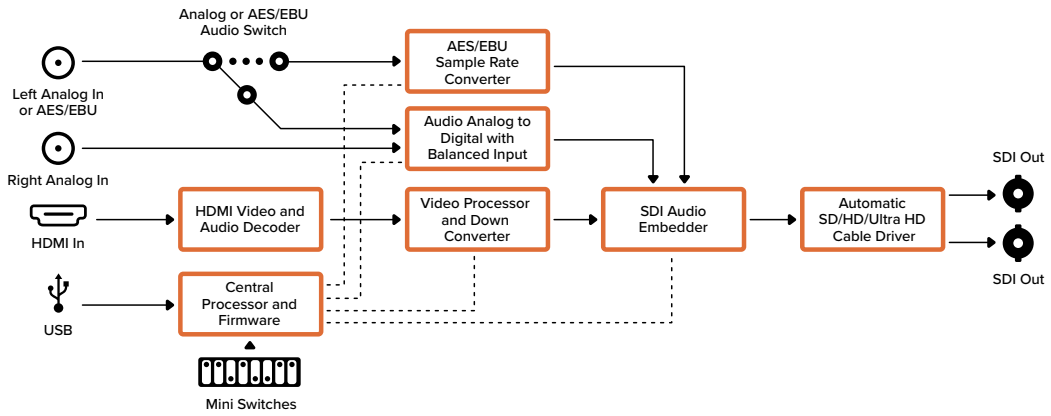 Analog or AES/EBU
Audio Switch
AES/EBU
Sample Rate
Converter
Left Analog In
or AES/EBU
Audio Analog to
Digital with
Balanced Input
Right Analog In
SDI Out
HDMI In
HDMI Video and
Audio Decoder
Video Processor
and Down
Converter
SDI Audio
Embedder
Automatic
SD/HD/Ultra HD
Cable Driver
SDI Out
USB
Central
Processor and
Firmware
Mini Switches